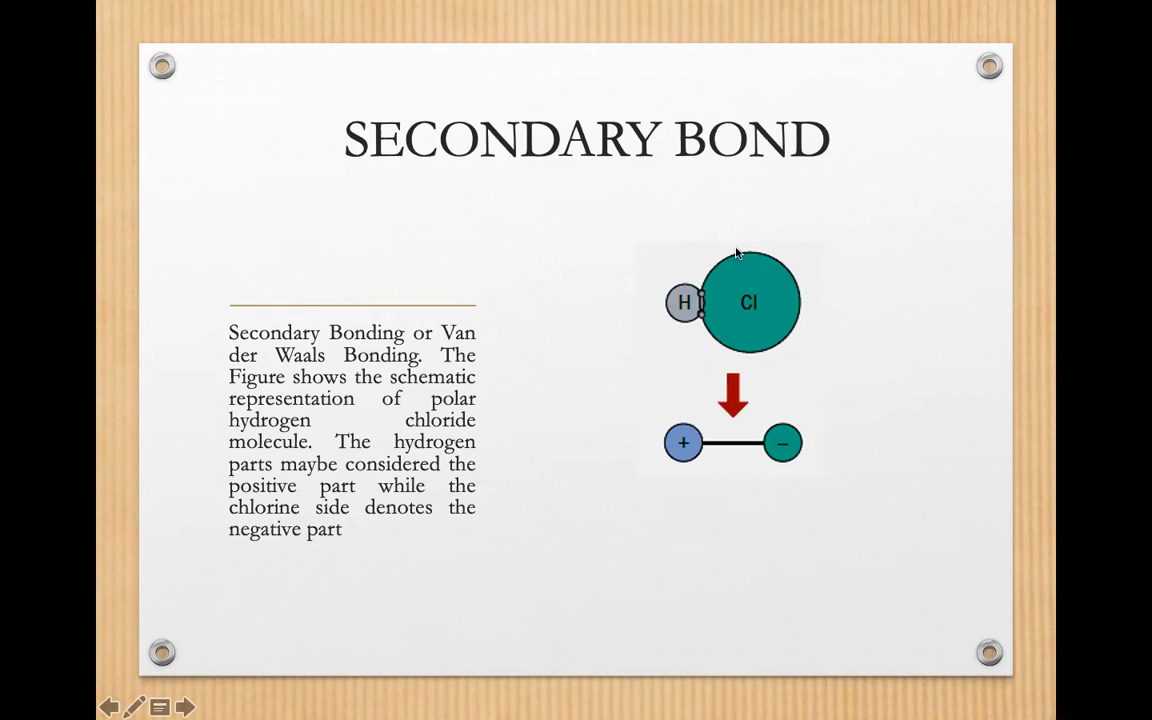 SECONDARY BOND
Secondary Bonding or Van
der Waals Bonding. The
Figure shows the schematic
representation of polar
hydrogen chloride
molecule. The hydrogen
parts maybe considered the
positive part while the
chlorine side denotes the
negative part
H Cl
+ –